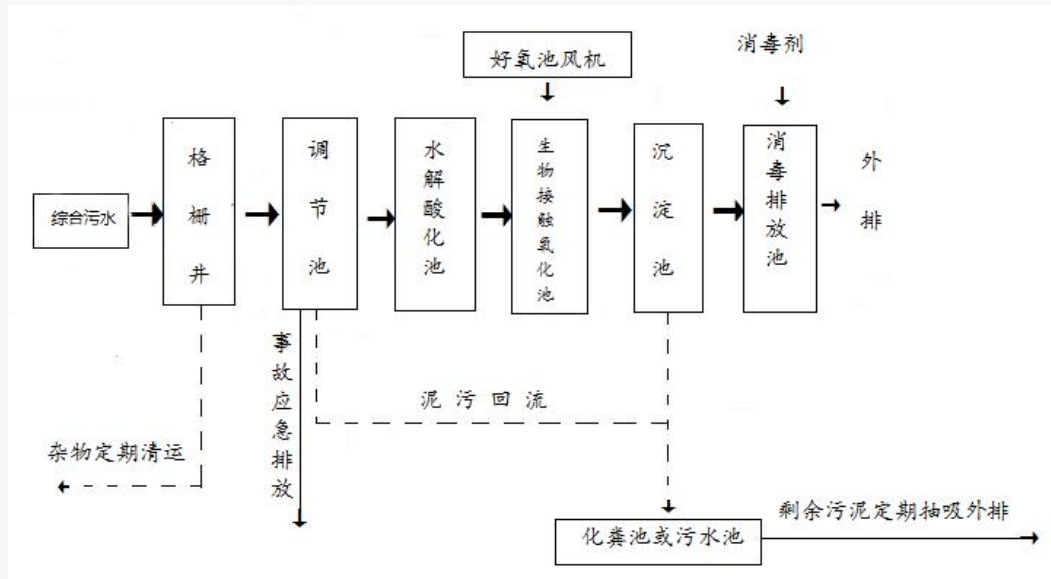 好氧池风机
消毒剂
综合污水
格栅井
调节池
水解酸化池
生物接触氧化池
沉淀池
消毒排放池
外排
事故应急排放
泥污回流
杂物定期清运
化粪池或污水池
剩余污泥定期抽吸外排